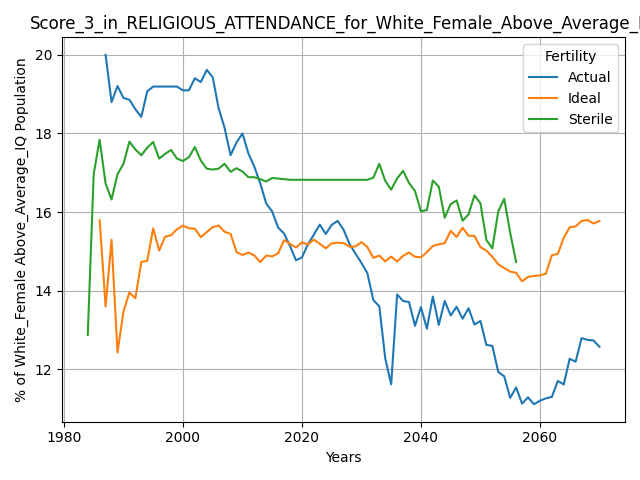 Score_3_in_RELIGIOUS_ATTENDANCE_for_White_Female_Above_Average_
% of White_Female Above_Average_IQ Population
20
18
16
14
12
1980
2000
2020
2040
2060
Years
Fertility
Actual
Ideal
Sterile